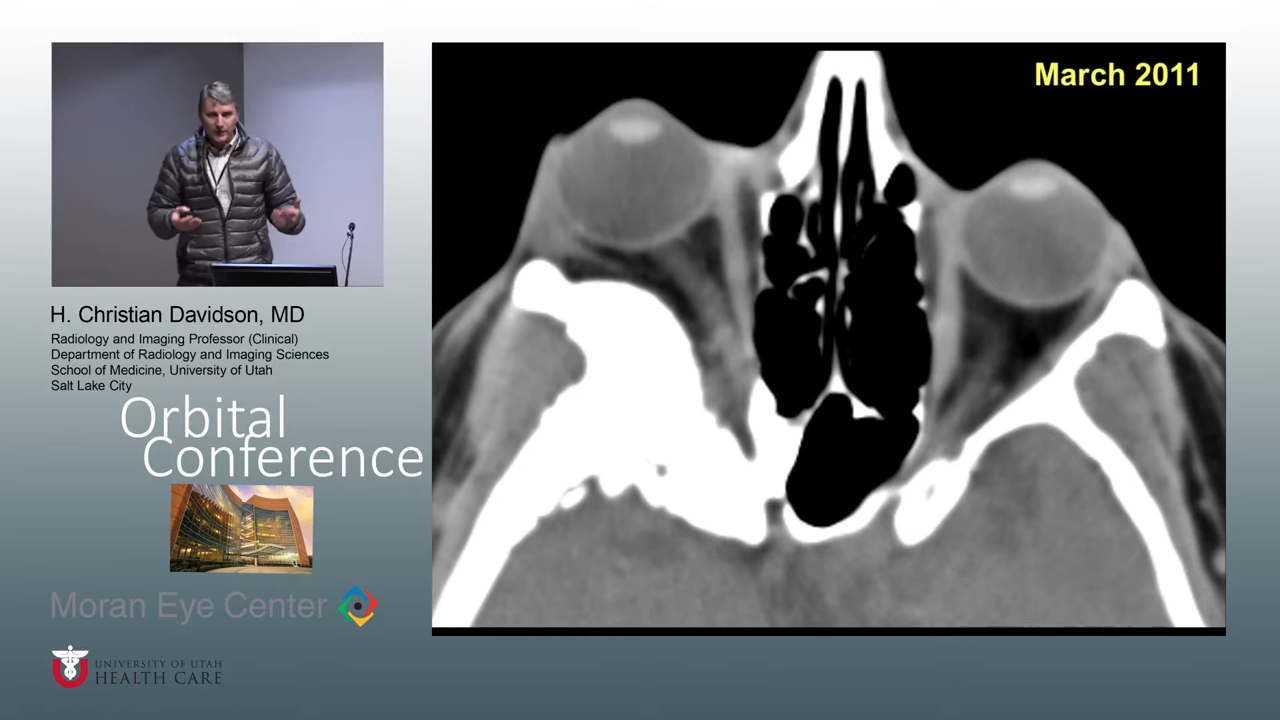 March 2011
H. Christian Davidson, MD
Radiology and Imaging Professor (Clinical)
Department of Radiology and Imaging Sciences
School of Medicine, University of Utah
Salt Lake City
Orbital
Conference
Moran Eye Center
UNIVERSITY OF UTAH
HEALTH CARE